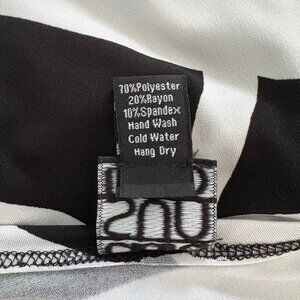 70%Polyester
20%Rayon
10%Spandex
Hand Wash
Cold Water
Hang Dry